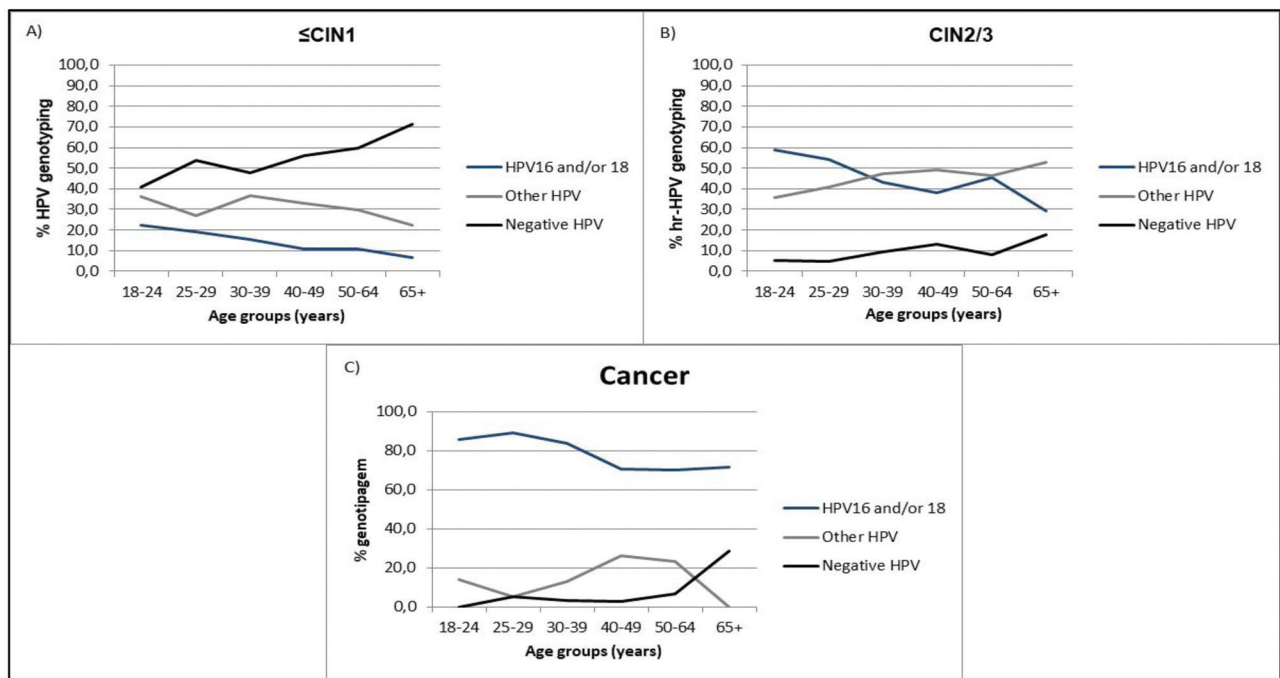 A)
≤CIN1
% HPV genotyping
100,0
90,0
80,0
70,0
60,0
50,0
40,0
30,0
20,0
10,0
0,0
18-24 25-29 30-39 40-49 50-64 65+
Age groups (years)
HPV16 and/or 18
Other HPV
Negative HPV
B)
CIN2/3
% hr-HPV genotyping
100,0
90,0
80,0
70,0
60,0
50,0
40,0
30,0
20,0
10,0
0,0
18-24 25-29 30-39 40-49 50-64 65+
Age groups (years)
HPV16 and/or 18
Other HPV
Negative HPV
C)
Cancer
% genotipagem
100,0
80,0
60,0
40,0
20,0
0,0
18-24 25-29 30-39 40-49 50-64 65+
Age groups (years)
HPV16 and/or 18
Other HPV
Negative HPV